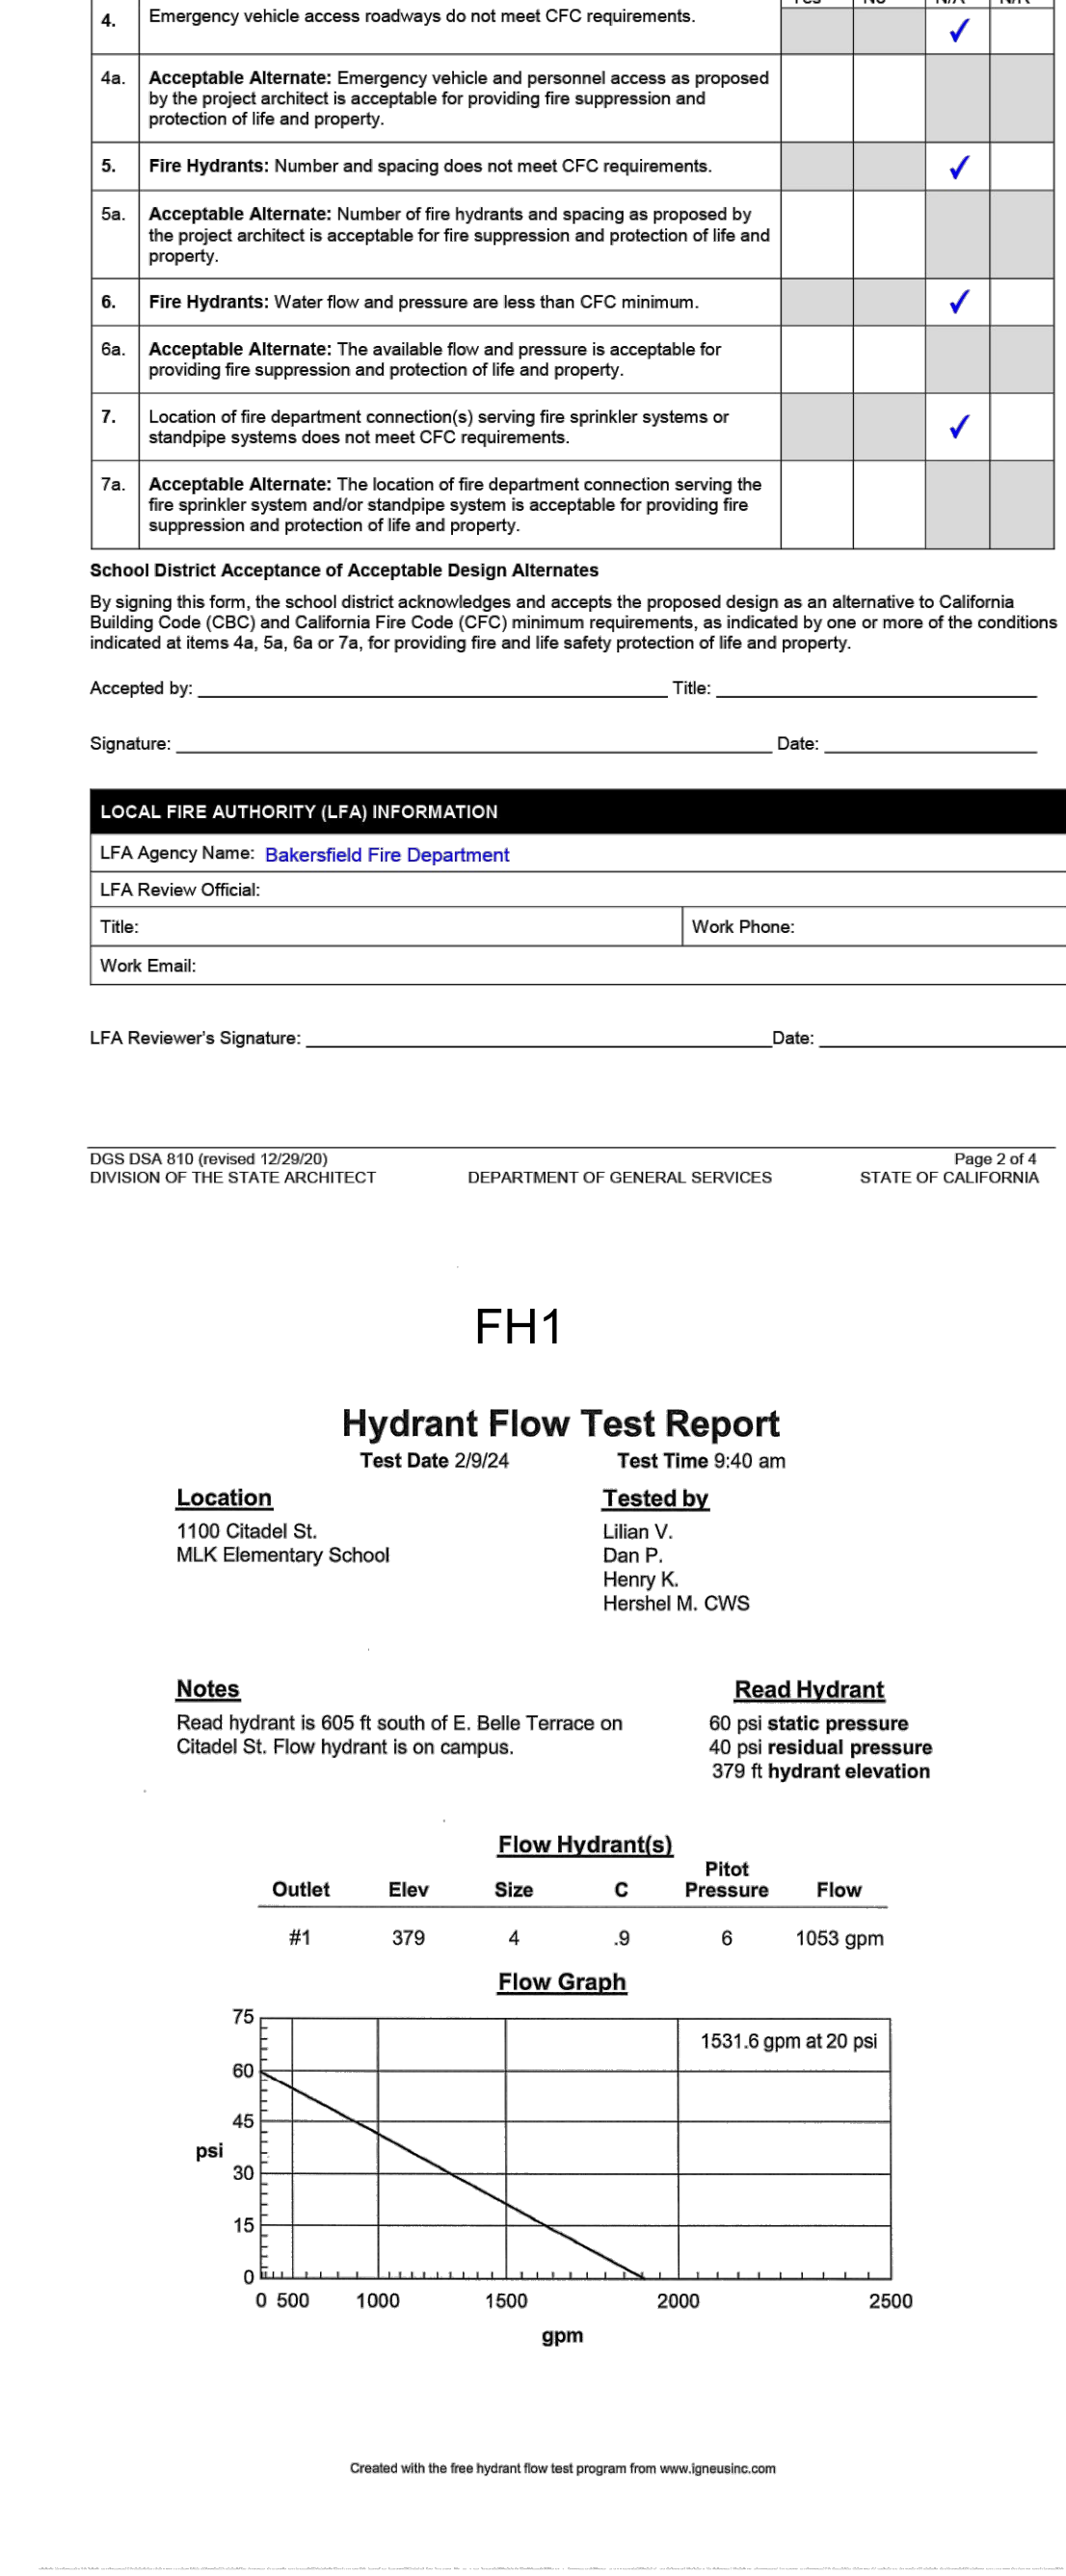 Yes No N/A N/R
4. Emergency vehicle access roadways do not meet CFC requirements. ✓
4a. Acceptable Alternate: Emergency vehicle and personnel access as proposed
by the project architect is acceptable for providing fire suppression and
protection of life and property.
5. Fire Hydrants: Number and spacing does not meet CFC requirements. ✓
5a. Acceptable Alternate: Number of fire hydrants and spacing as proposed by
the project architect is acceptable for fire suppression and protection of life and
property.
6. Fire Hydrants: Water flow and pressure are less than CFC minimum. ✓
6a. Acceptable Alternate: The available flow and pressure is acceptable for
providing fire suppression and protection of life and property.
7. Location of fire department connection(s) serving fire sprinkler systems or
standpipe systems does not meet CFC requirements. ✓
7a. Acceptable Alternate: The location of fire department connection serving the
fire sprinkler system and/or standpipe system is acceptable for providing fire
suppression and protection of life and property.
School District Acceptance of Acceptable Design Alternates
By signing this form, the school district acknowledges and accepts the proposed design as an alternative to California
Building Code (CBC) and California Fire Code (CFC) minimum requirements, as indicated by one or more of the conditions
indicated at items 4a, 5a, 6a or 7a, for providing fire and life safety protection of life and property.
Accepted by: Title:
Signature: Date:
LOCAL FIRE AUTHORITY (LFA) INFORMATION
LFA Agency Name: Bakersfield Fire Department
LFA Review Official:
Title: Work Phone:
Work Email:
LFA Reviewer's Signature: Date:
DGS DSA 810 (revised 12/29/20) Page 2 of 4
DIVISION OF THE STATE ARCHITECT DEPARTMENT OF GENERAL SERVICES STATE OF CALIFORNIA
FH1
Hydrant Flow Test Report
Test Date 2/9/24 Test Time 9:40 am
Location Tested by
1100 Citadel St. Lilian V.
MLK Elementary School Dan P.
Henry K.
Hershel M. CWS
Notes Read Hydrant
Read hydrant is 605 ft south of E. Belle Terrace on 60 psi static pressure
Citadel St. Flow hydrant is on campus. 40 psi residual pressure
379 ft hydrant elevation
Flow Hydrant(s)
Outlet Elev Size C Pitot Pressure Flow
#1 379 4 .9 6 1053 gpm
Flow Graph
75
1531.6 gpm at 20 psi
60
45
psi
30
15
0
0 500 1000 1500 2000 2500
gpm
Created with the free hydrant flow test program from www.igneusinc.com